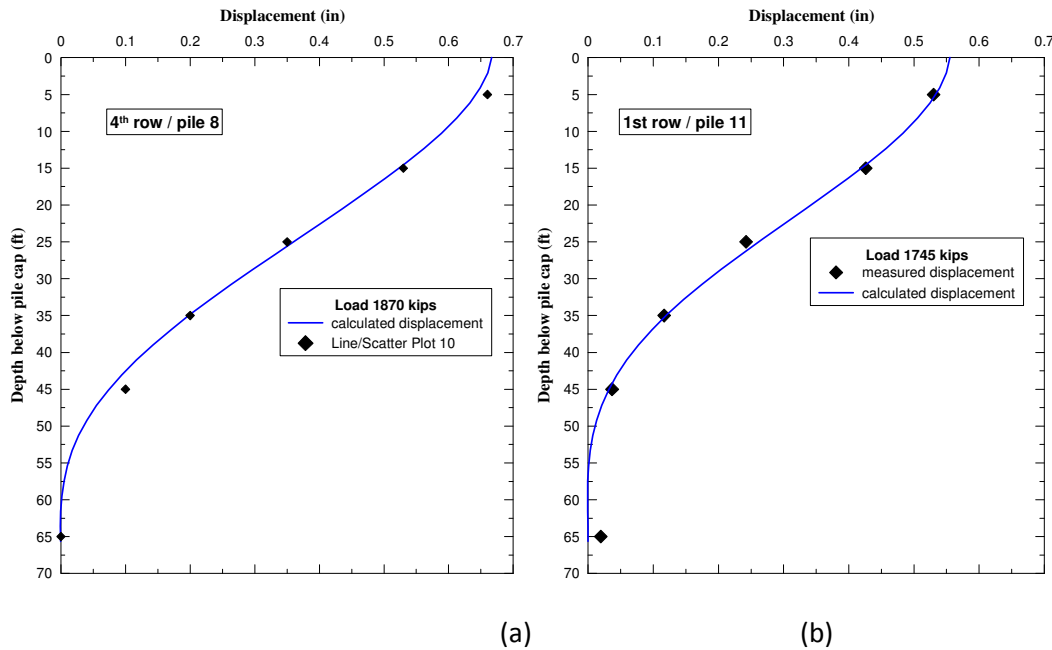 Displacement (in)
0 0.1 0.2 0.3 0.4 0.5 0.6 0.7
0
5
10
15
20
25
30
35
40
45
50
55
60
65
70
Depth below pile cap (ft)
4th row / pile 8
Load 1870 kips
calculated displacement
Line/Scatter Plot 10
(a)
Displacement (in)
0 0.1 0.2 0.3 0.4 0.5 0.6 0.7
0
5
10
15
20
25
30
35
40
45
50
55
60
65
70
Depth below pile cap (ft)
1st row / pile 11
Load 1745 kips
measured displacement
calculated displacement
(b)